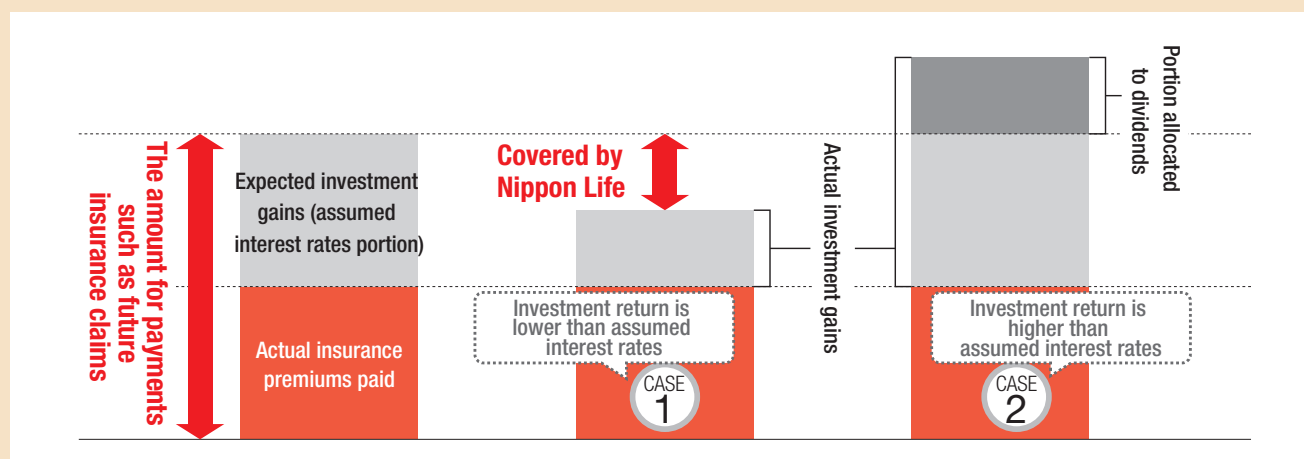 The amount for payments
such as future
insurance claims
Expected investment
gains (assumed
interest rates portion)
Actual insurance
premiums paid
Covered by
Nippon Life
Investment return is
lower than assumed
interest rates
CASE
1
Actual investment gains
Investment return is
higher than
assumed interest rates
CASE
2
Portion allocated
to dividends